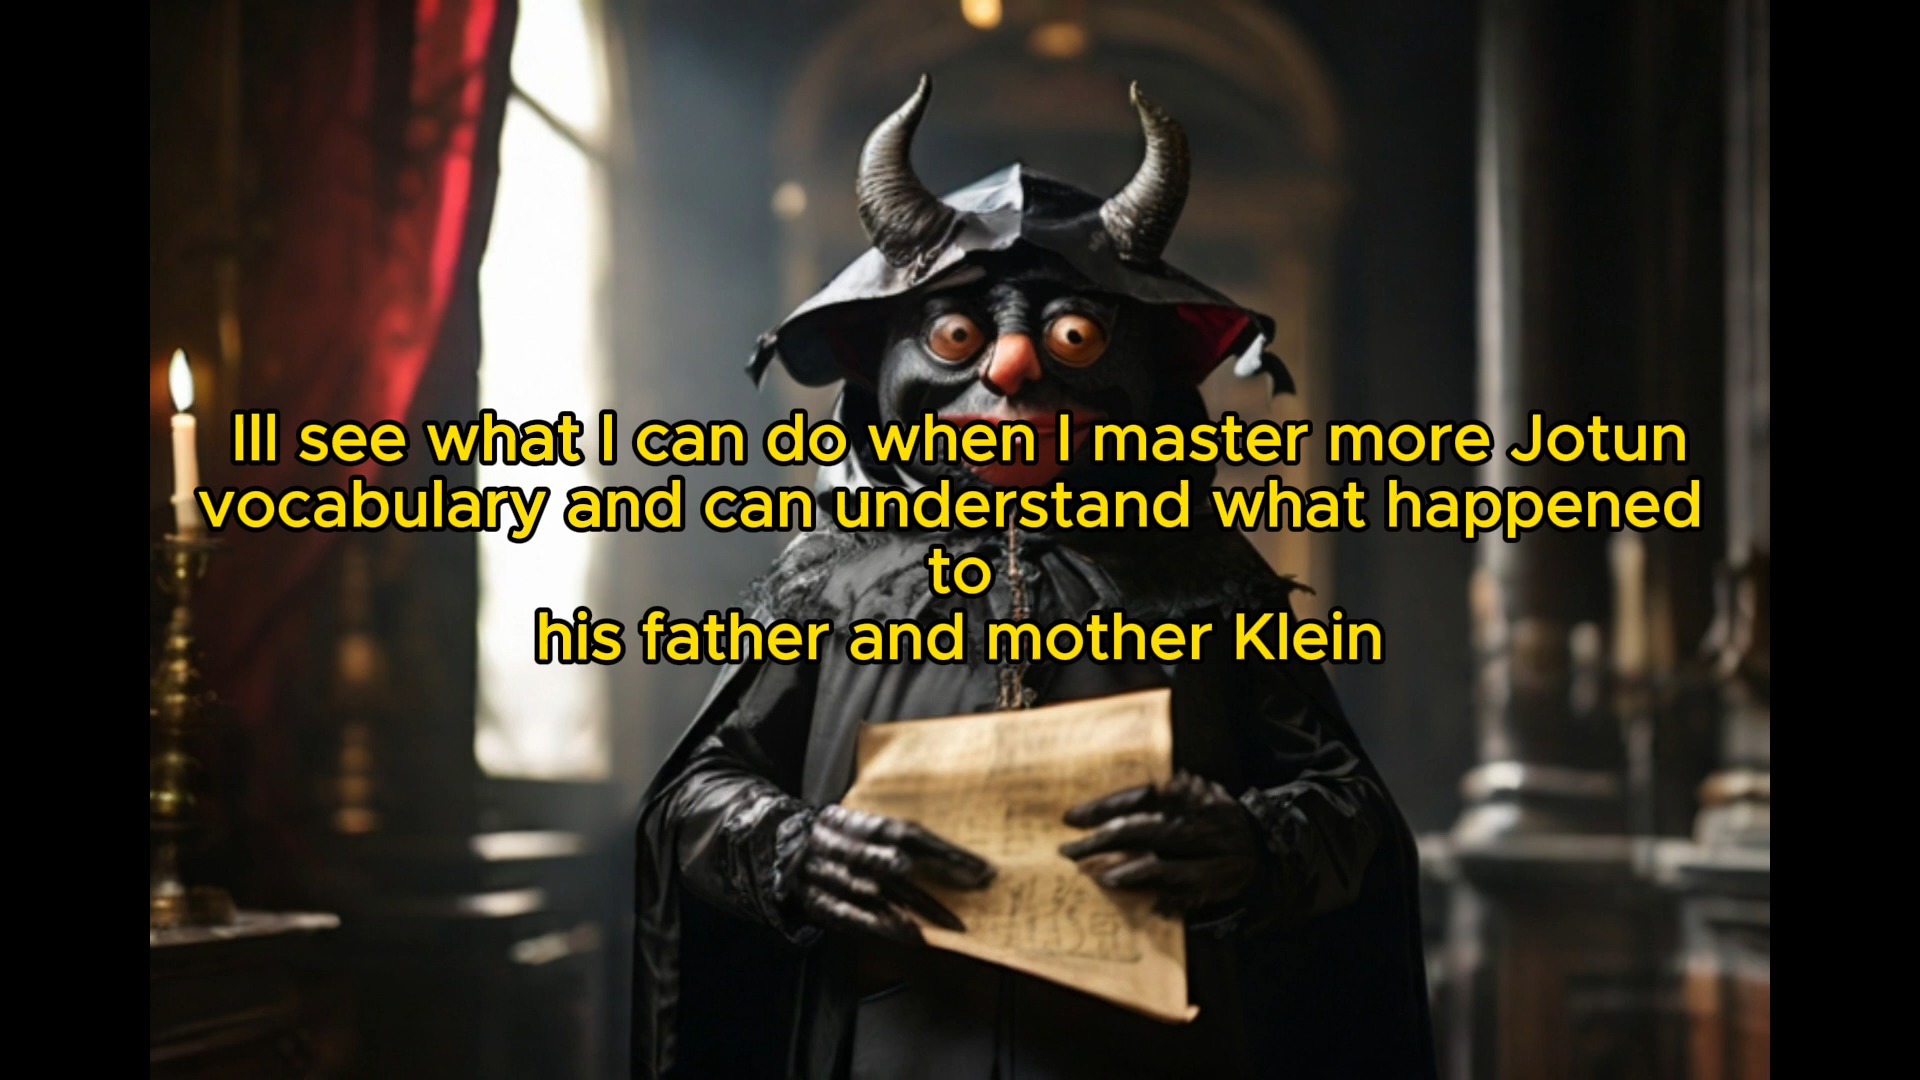 Ill see what I can do when I master more Jotun
vocabulary and can understand what happened
to
his father and mother Klein